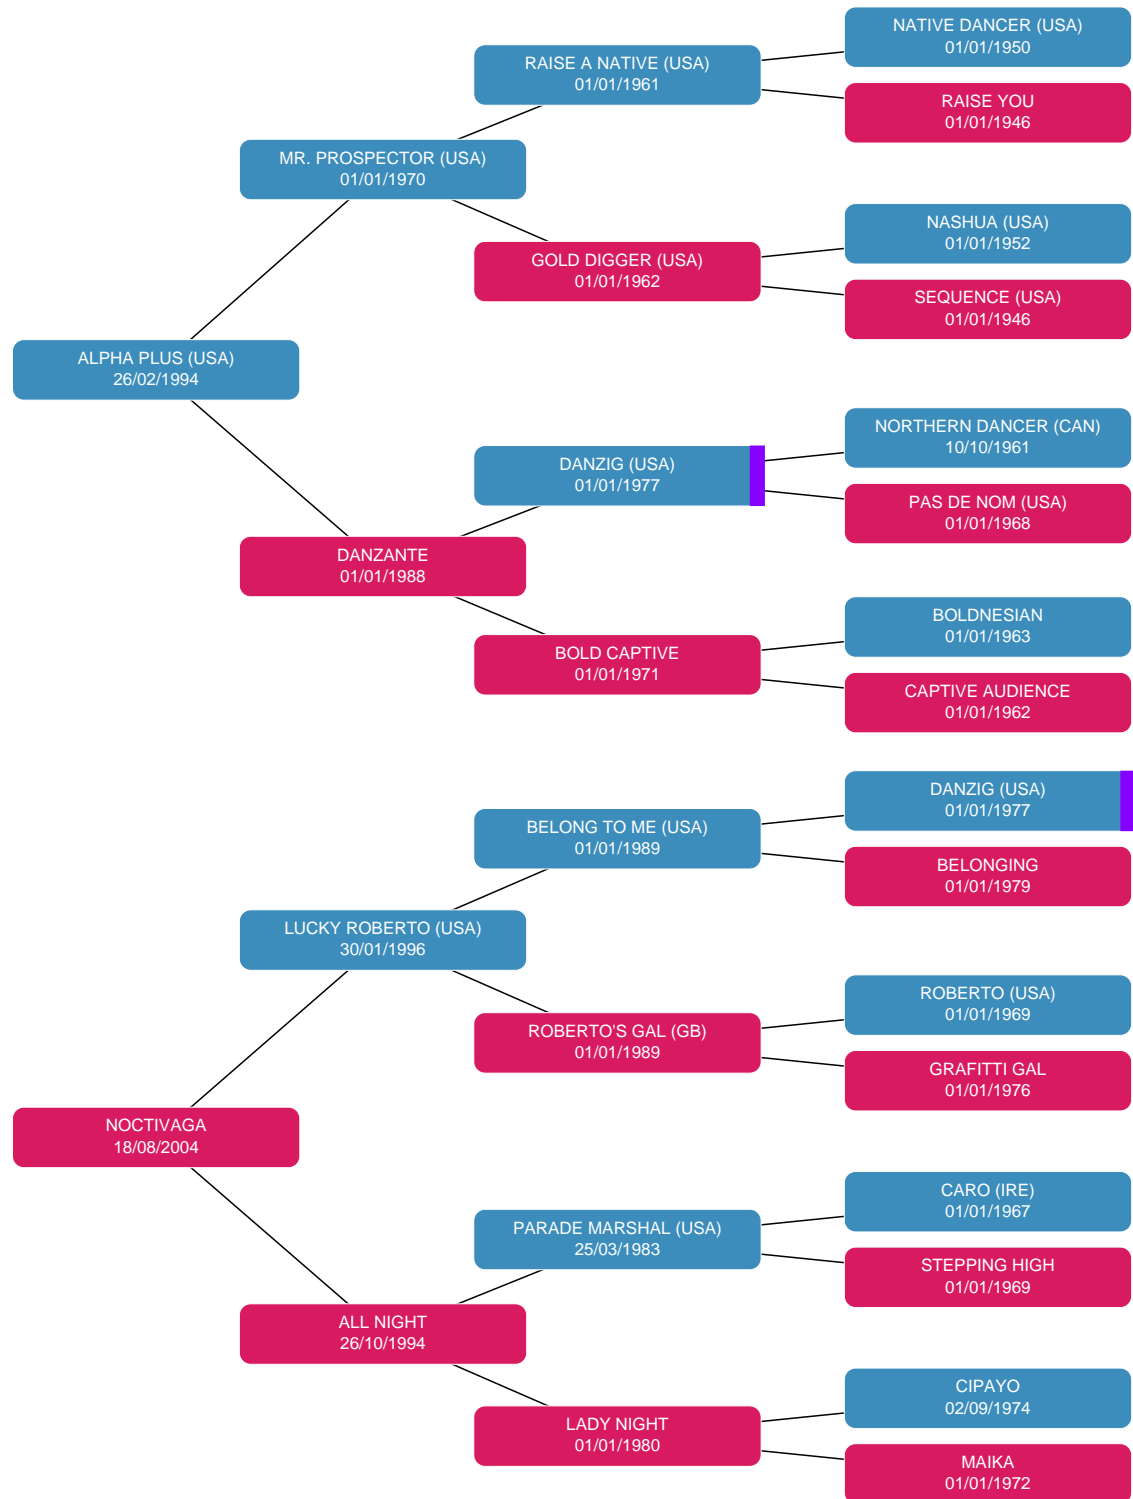 NATIVE DANCER (USA)
01/01/1950
RAISE A NATIVE (USA)
01/01/1961
RAISE YOU
01/01/1946
MR. PROSPECTOR (USA)
01/01/1970
NASHUA (USA)
01/01/1952
GOLD DIGGER (USA)
01/01/1962
SEQUENCE (USA)
01/01/1946
ALPHA PLUS (USA)
26/02/1994
NORTHERN DANCER (CAN)
10/10/1961
DANZIG (USA)
01/01/1977
PAS DE NOM (USA)
01/01/1968
DANZANTE
01/01/1988
BOLDNESIAN
01/01/1963
BOLD CAPTIVE
01/01/1971
CAPTIVE AUDIENCE
01/01/1962
DANZIG (USA)
01/01/1977
BELONG TO ME (USA)
01/01/1989
BELONGING
01/01/1979
LUCKY ROBERTO (USA)
30/01/1996
ROBERTO (USA)
01/01/1969
ROBERTO'S GAL (GB)
01/01/1989
GRAFITTI GAL
01/01/1976
NOCTIVAGA
18/08/2004
CARO (IRE)
01/01/1967
PARADE MARSHAL (USA)
25/03/1983
STEPPING HIGH
01/01/1969
ALL NIGHT
26/10/1994
CIPAYO
02/09/1974
LADY NIGHT
01/01/1980
MAIKA
01/01/1972